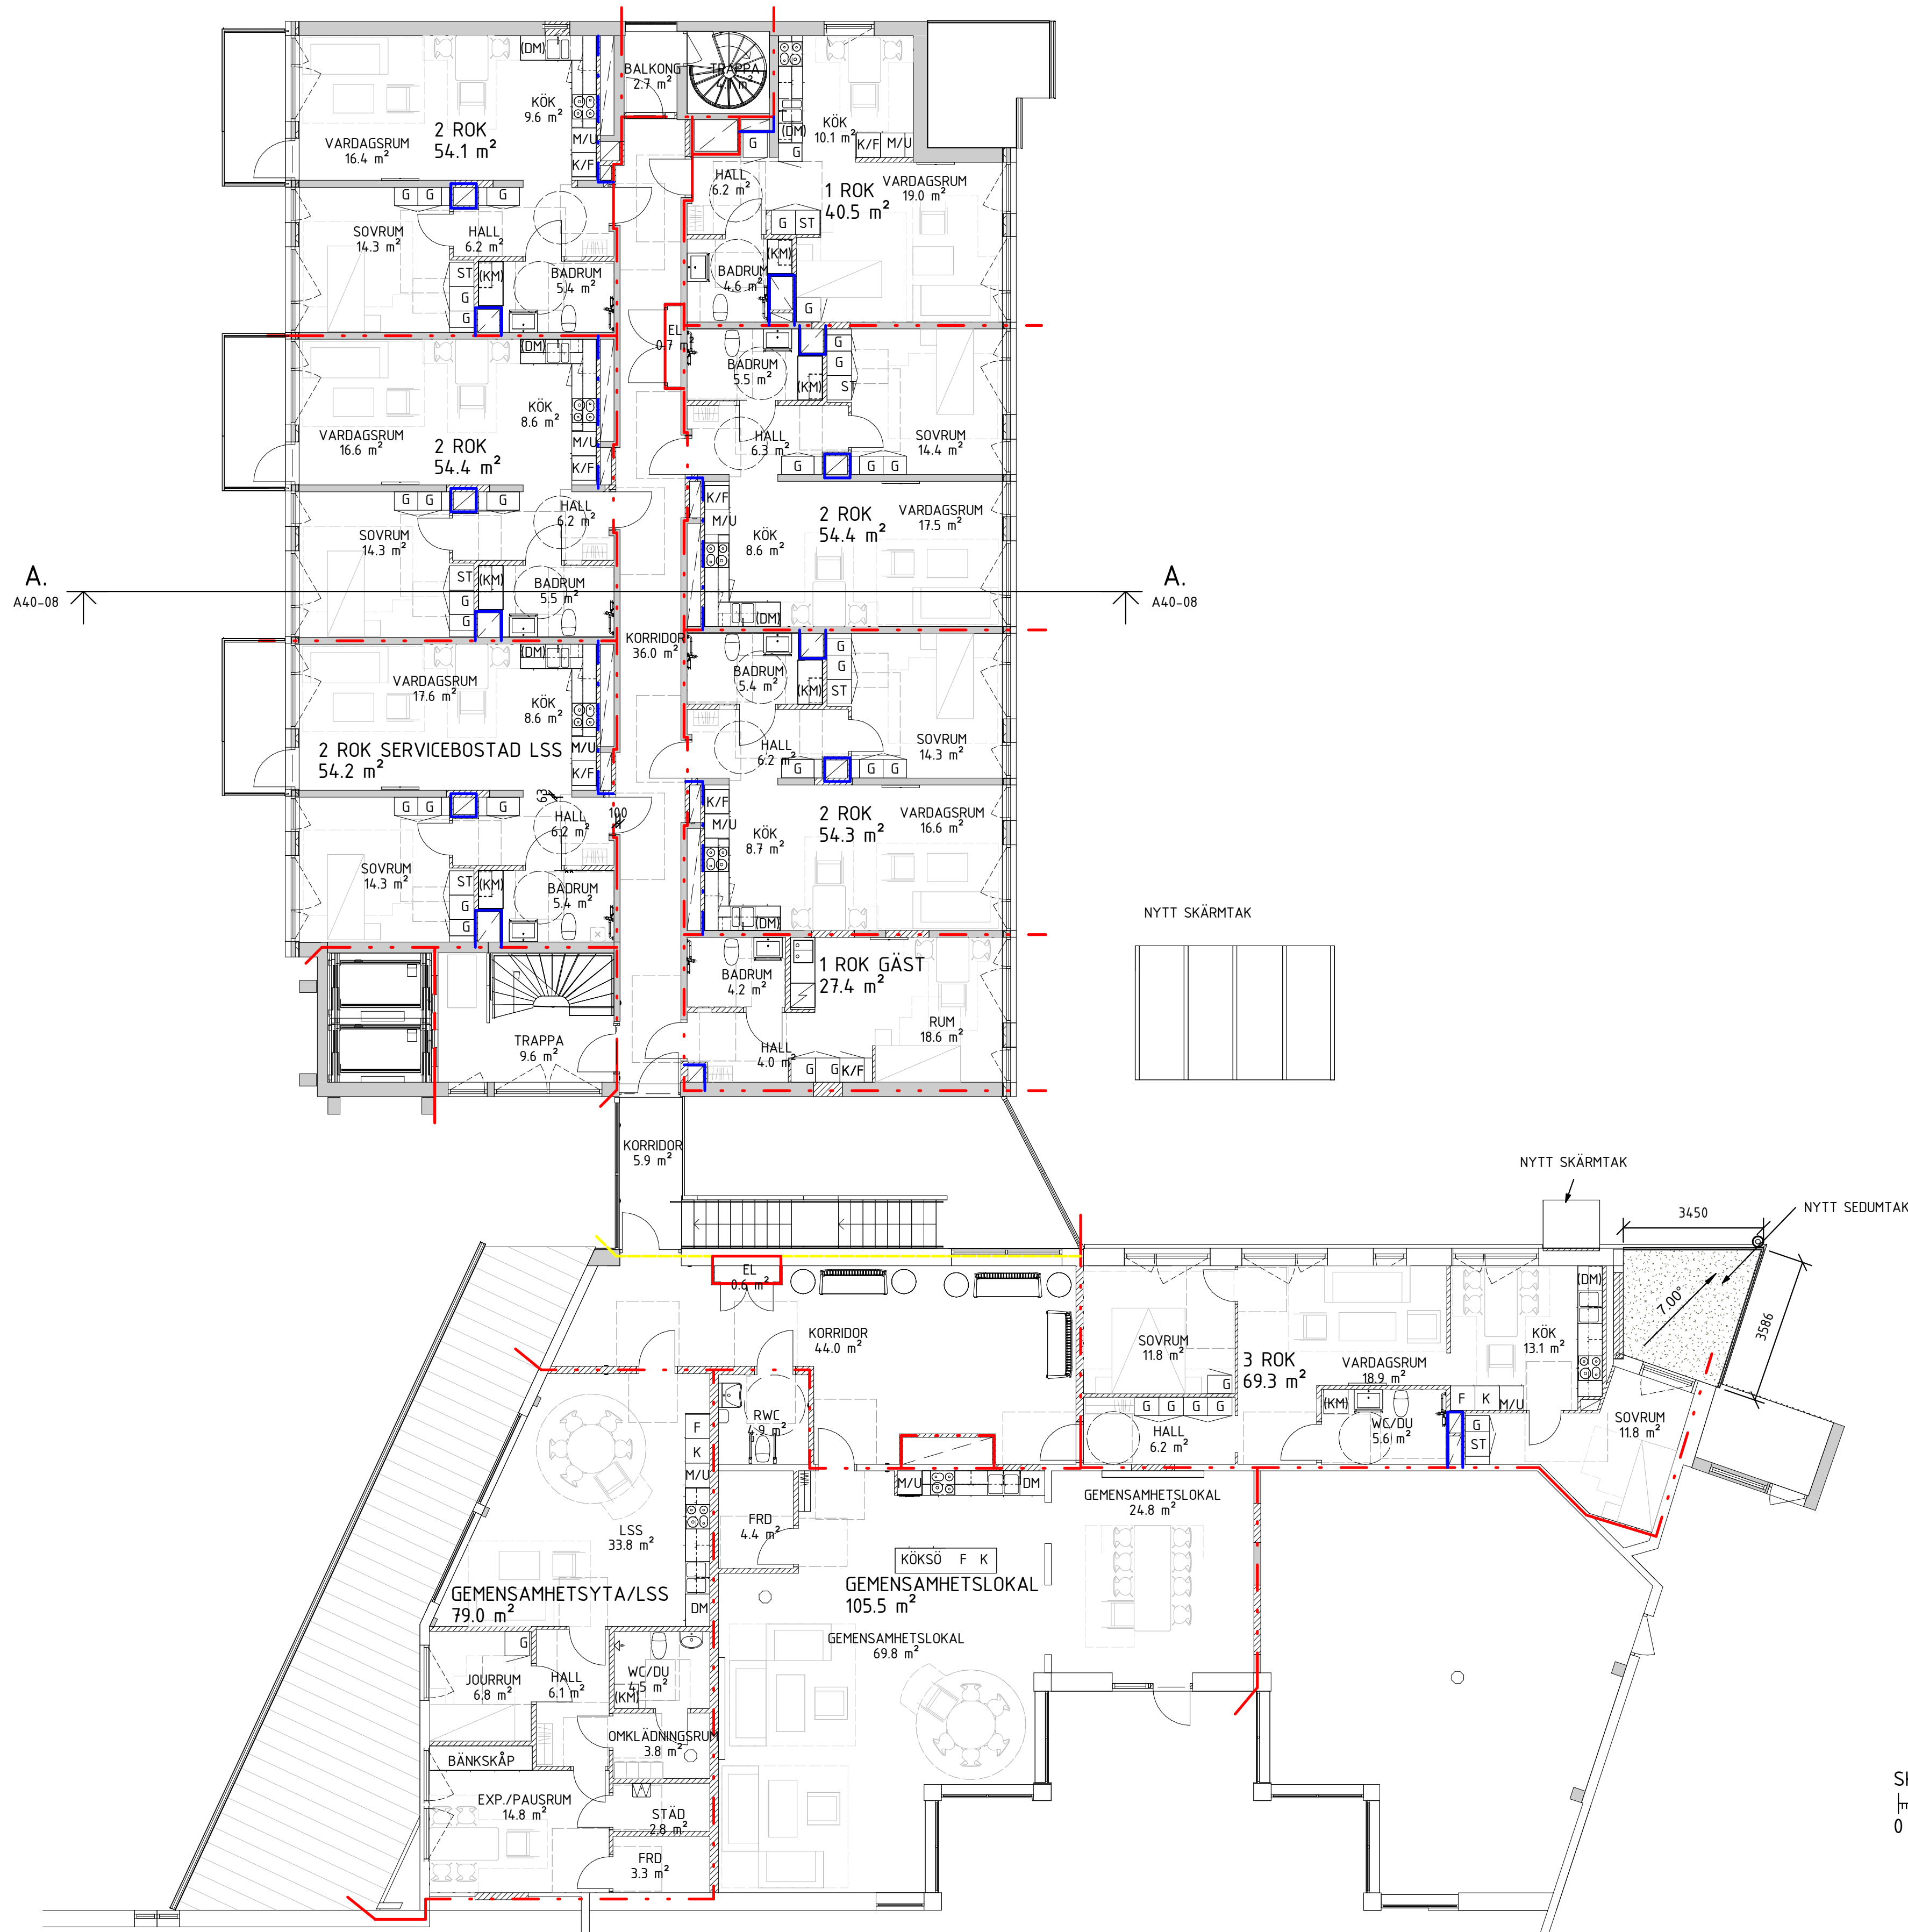 (DM)
BALKONG
2.7 m²
TRAPPA
4.1 m²
KÖK
9.6 m²
2 ROK
54.1 m²
VARDAGSRUM
16.4 m²
M/U
K/F
(DM)
KÖK
10.1 m²
K/F M/U
G
G
HALL
6.2 m²
1 ROK
40.5 m²
VARDAGSRUM
19.0 m²
G ST
G G G
SOVRUM
14.3 m²
HALL
6.2 m²
ST (KM)
G
G
BADRUM
5.4 m²
BADRUM
4.6 m²
(KM)
G
EL
0.7 m²
(DM)
KÖK
8.6 m²
VARDAGSRUM
16.6 m²
2 ROK
54.4 m²
M/U
K/F
BADRUM
5.5 m²
(KM)
G
G
ST
HALL
6.3 m²
SOVRUM
14.4 m²
G G G
G G G
HALL
6.2 m²
SOVRUM
14.3 m²
ST (KM)
G
G
BADRUM
5.5 m²
K/F
M/U
KÖK
8.6 m²
2 ROK
54.4 m²
VARDAGSRUM
17.5 m²
(DM)
A.
A40-08
A.
A40-08
KORRIDOR
36.0 m²
(DM)
VARDAGSRUM
17.6 m²
KÖK
8.6 m²
2 ROK SERVICEBOSTAD LSS
54.2 m²
M/U
K/F
BADRUM
5.4 m²
(KM)
G
G
ST
HALL
6.2 m²
SOVRUM
14.3 m²
G G G
63
100
G G G
HALL
6.2 m²
SOVRUM
14.3 m²
ST (KM)
G
G
BADRUM
5.4 m²
K/F
M/U
KÖK
8.7 m²
2 ROK
54.3 m²
VARDAGSRUM
16.6 m²
(DM)
NYTT SKÄRMTAK
BADRUM
4.2 m²
1 ROK GÄST
27.4 m²
RUM
18.6 m²
HALL
4.0 m²
G G K/F
TRAPPA
9.6 m²
KORRIDOR
5.9 m²
NYTT SKÄRMTAK
NYTT SEDUMTAK
3450
3586
7.00°
EL
0.6 m²
KORRIDOR
44.0 m²
SOVRUM
11.8 m²
G
3 ROK
69.3 m²
VARDAGSRUM
18.9 m²
(DM)
KÖK
13.1 m²
F K M/U
G G G G
HALL
6.2 m²
(KM)
WC/DU
5.6 m²
G
ST
SOVRUM
11.8 m²
RWC
4.9 m²
F
K
M/U
LSS
33.8 m²
DM
GEMENSAMHETSYTA/LSS
79.0 m²
FRD
4.4 m²
M/U DM
KÖKSÖ F K
GEMENSAMHETSLOKAL
24.8 m²
GEMENSAMHETSLOKAL
105.5 m²
GEMENSAMHETSLOKAL
69.8 m²
G
JOURRUM
6.8 m²
HALL
6.1 m²
WC/DU
4.5 m²
(KM)
OMKLÄDNINGSRUM
3.8 m²
BÄNKSKÅP
EXP./PAUSRUM
14.8 m²
STÄD
2.8 m²
FRD
3.3 m²
0